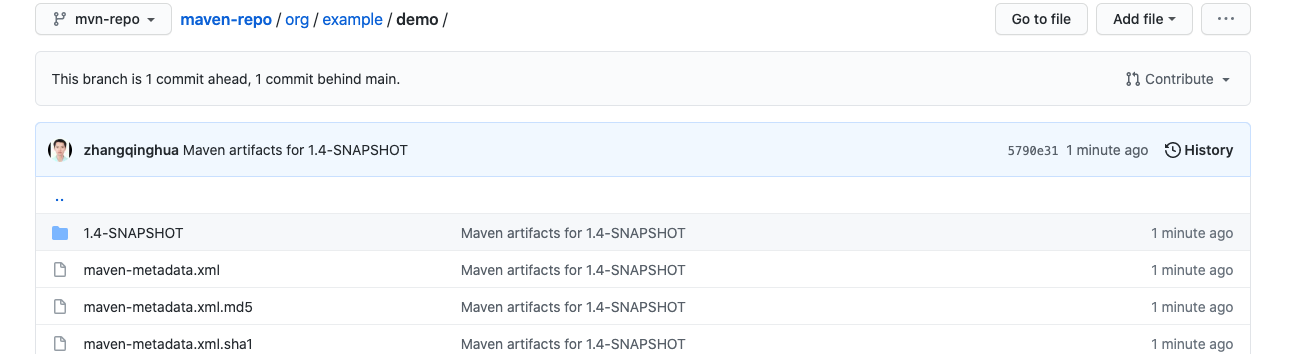 mvn-repo maven-repo / org / example / demo / Go to file Add file ...
This branch is 1 commit ahead, 1 commit behind main. Contribute
zhangqinghua Maven artifacts for 1.4-SNAPSHOT 5790e31 1 minute ago History
..
1.4-SNAPSHOT Maven artifacts for 1.4-SNAPSHOT 1 minute ago
maven-metadata.xml Maven artifacts for 1.4-SNAPSHOT 1 minute ago
maven-metadata.xml.md5 Maven artifacts for 1.4-SNAPSHOT 1 minute ago
maven-metadata.xml.sha1 Maven artifacts for 1.4-SNAPSHOT 1 minute ago